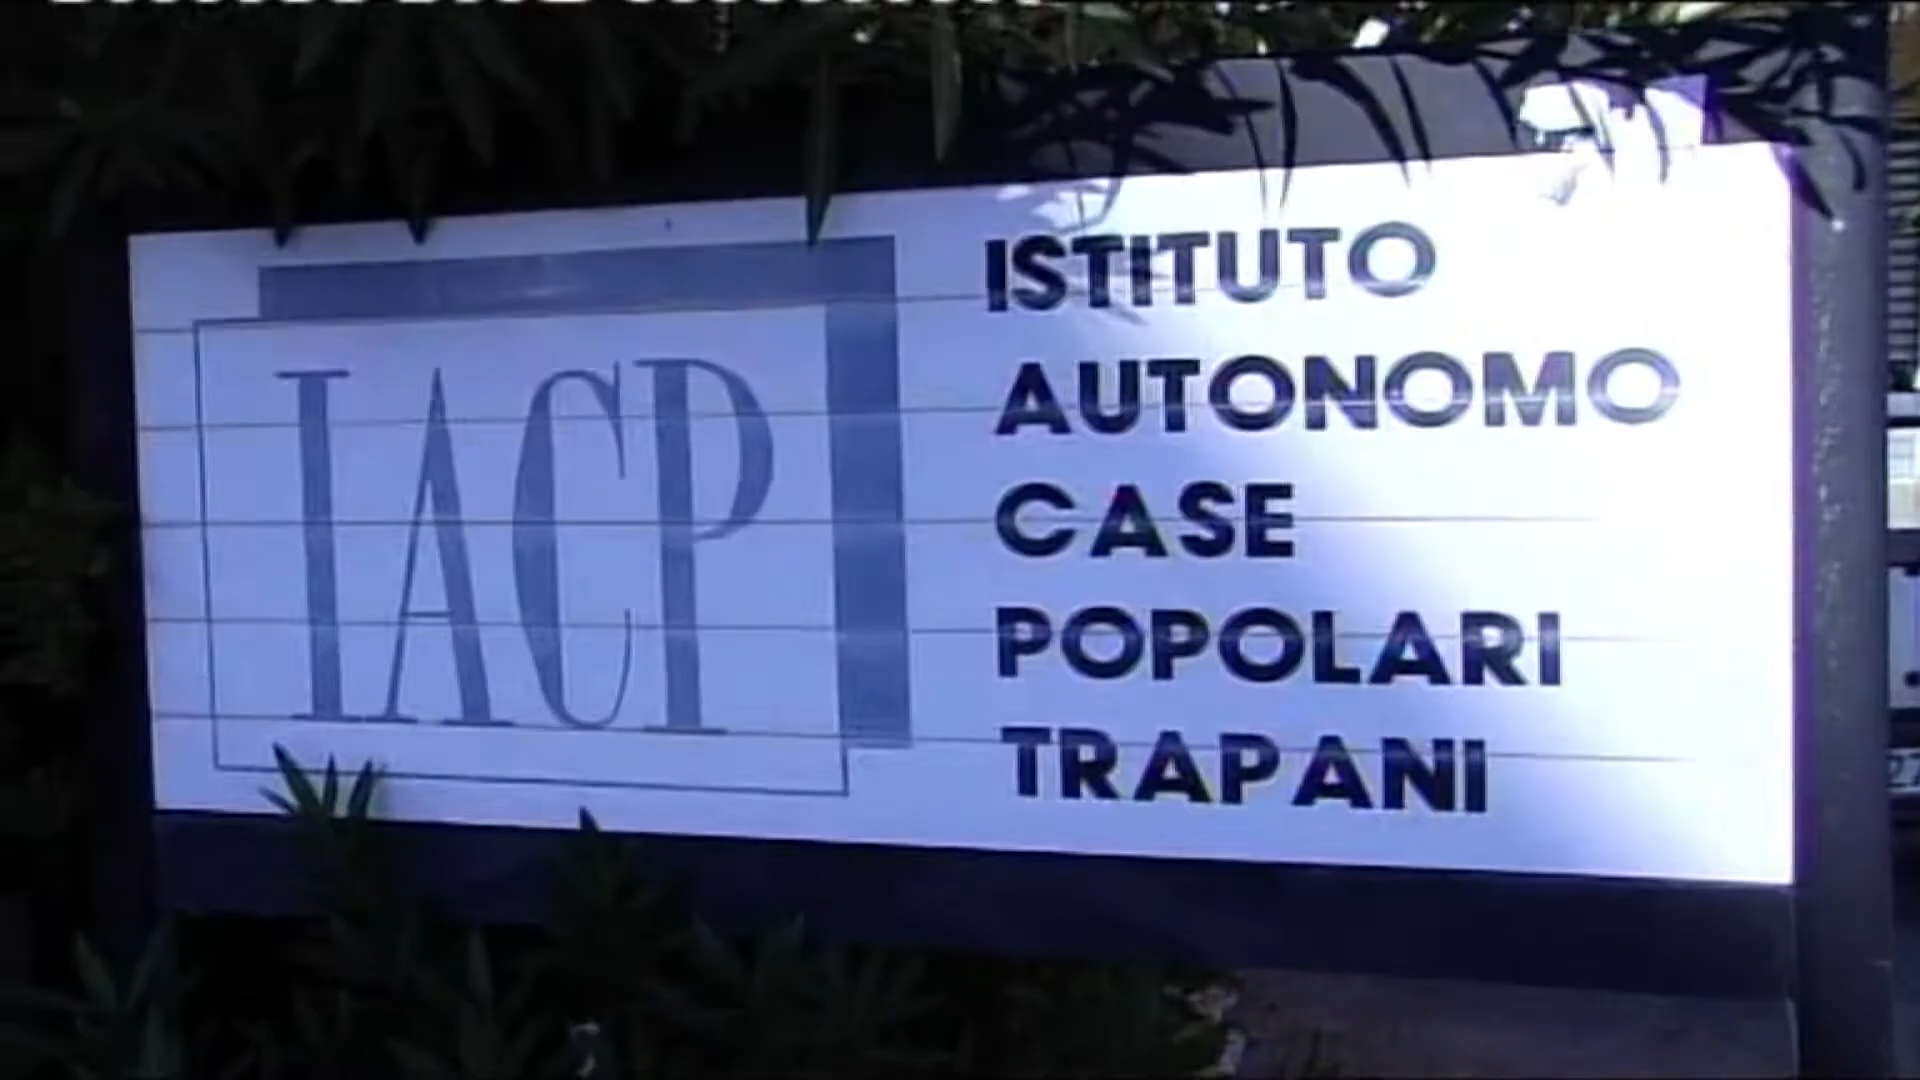 IACP
ISTITUTO
AUTONOMO
CASE
POPOLARI
TRAPANI